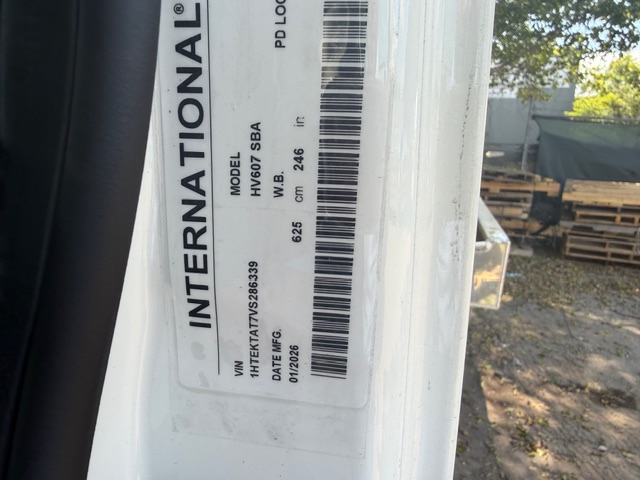 INTERNATIONAL®
VIN MODEL
1HTEKTAT7VS286339 HV607 SBA
DATE MFG. W.B. PD LOC
01/2026 625 cm 246 in